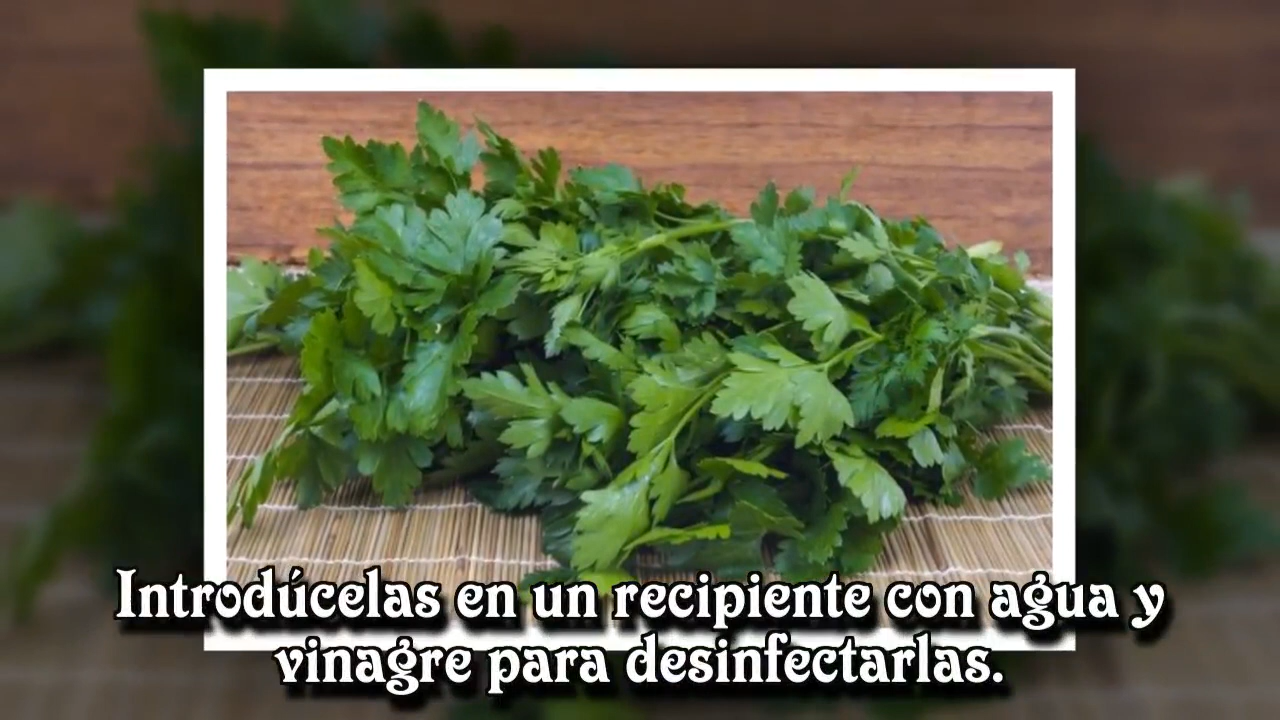 Introdúcelas en un recipiente con agua y
vinagre para desinfectarlas.